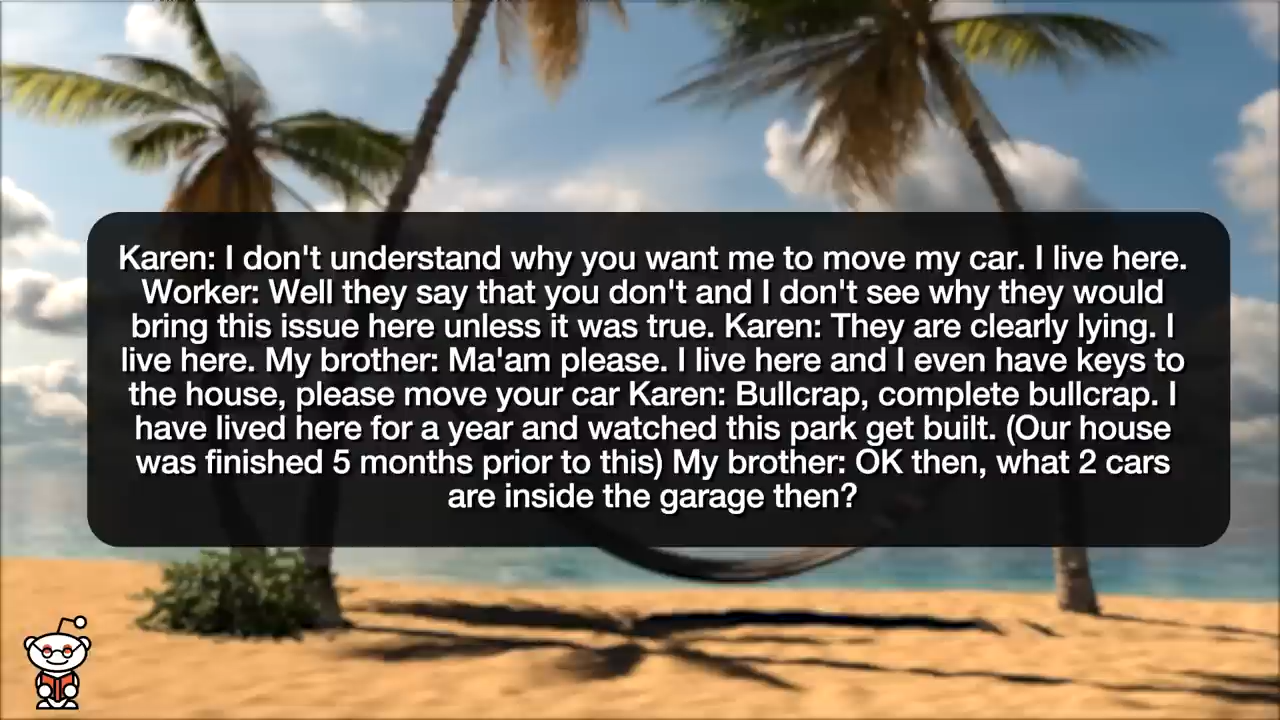 Karen: I don't understand why you want me to move my car. I live here.
Worker: Well they say that you don't and I don't see why they would
bring this issue here unless it was true. Karen: They are clearly lying. I
live here. My brother: Ma'am please. I live here and I even have keys to
the house, please move your car Karen: Bullcrap, complete bullcrap. I
have lived here for a year and watched this park get built. (Our house
was finished 5 months prior to this) My brother: OK then, what 2 cars
are inside the garage then?